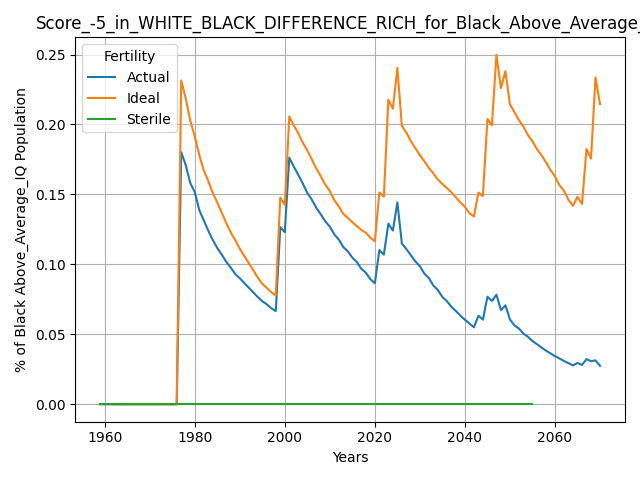 Score_-5_in_WHITE_BLACK_DIFFERENCE_RICH_for_Black_Above_Average_
Fertility
Actual
Ideal
Sterile
% of Black Above_Average_IQ Population
0.25
0.20
0.15
0.10
0.05
0.00
1960 1980 2000 2020 2040 2060
Years